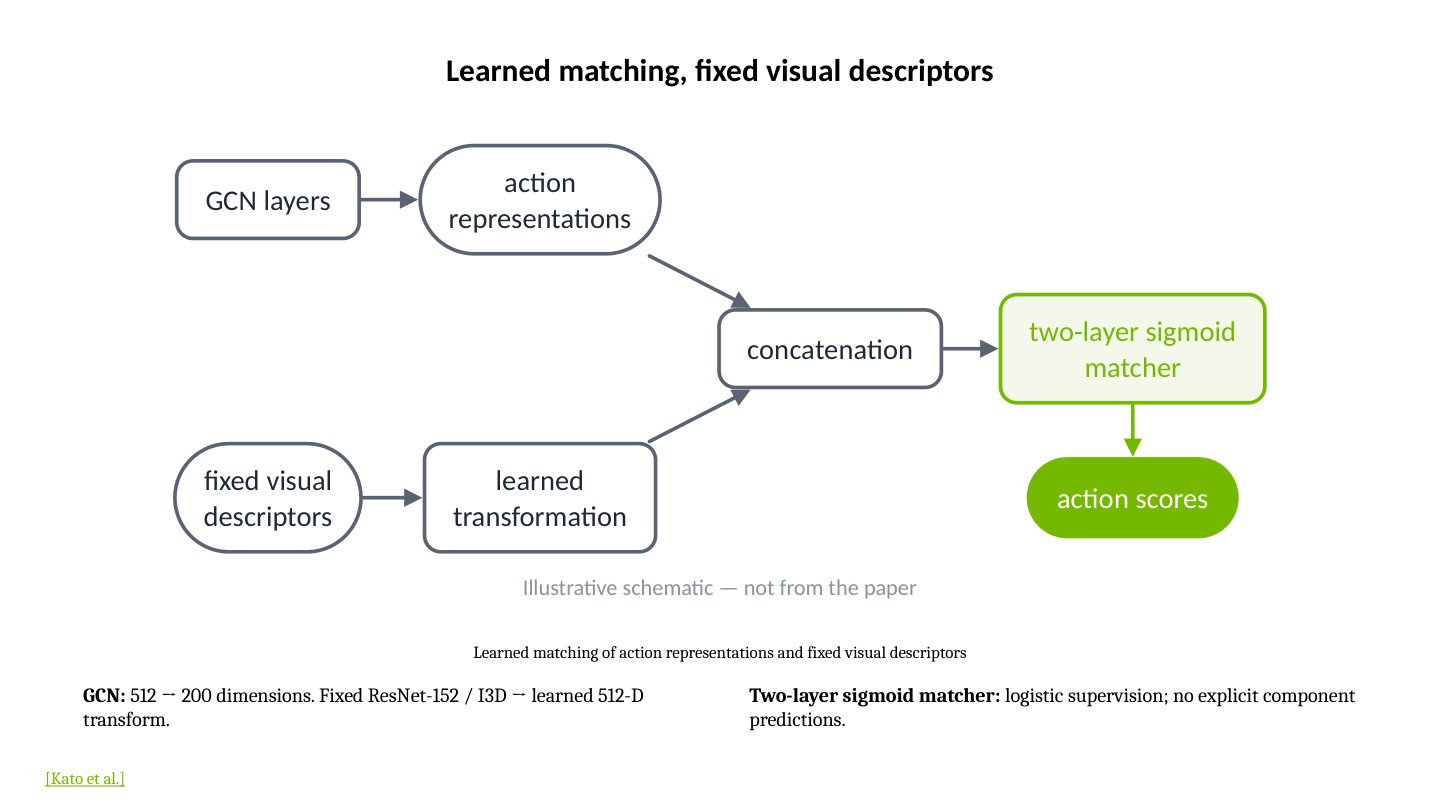 Learned matching, fixed visual descriptors
GCN layers
action
representations
concatenation
two-layer sigmoid
matcher
fixed visual
descriptors
learned
transformation
action scores
Illustrative schematic — not from the paper
Learned matching of action representations and fixed visual descriptors
GCN: 512 → 200 dimensions. Fixed ResNet-152 / I3D → learned 512-D
transform.
Two-layer sigmoid matcher: logistic supervision; no explicit component
predictions.
[Kato et al.]